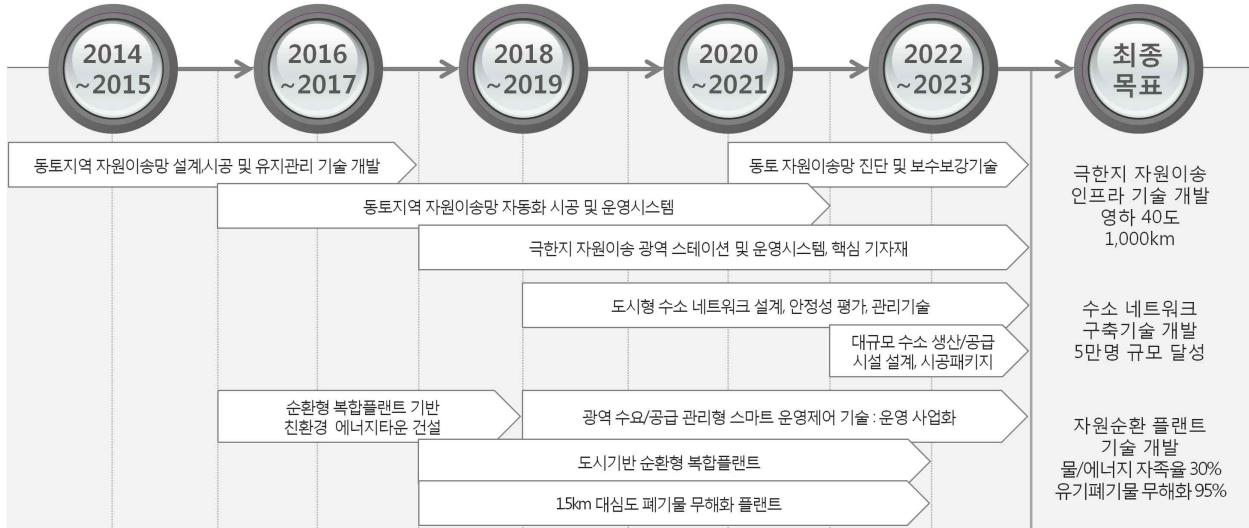 2014
~2015
2016
~2017
2018
~2019
2020
~2021
2022
~2023
최종
목표
동토지역 자원이송망 설계,시공 및 유지관리 기술 개발
동토 자원이송망 진단 및 보수보강기술
동토지역 자원이송망 자동화 시공 및 운영시스템
극한지 자원이송 광역 스테이션 및 운영시스템, 핵심 기자재
극한지 자원이송
인프라 기술 개발
영하 40도
1,000km
도시형 수소 네트워크 설계, 안정성 평가, 관리기술
대규모 수소 생산/공급
시설 설계, 시공패키지
수소 네트워크
구축기술 개발
5만명 규모 달성
순환형 복합플랜트 기반
친환경 에너지타운 건설
광역 수요/공급 관리형 스마트 운영제어 기술 : 운영 사업화
도시기반 순환형 복합플랜트
1.5km 대심도 폐기물 무해화 플랜트
자원순환 플랜트
기술 개발
물/에너지 자족율 30%
유기폐기물 무해화 95%